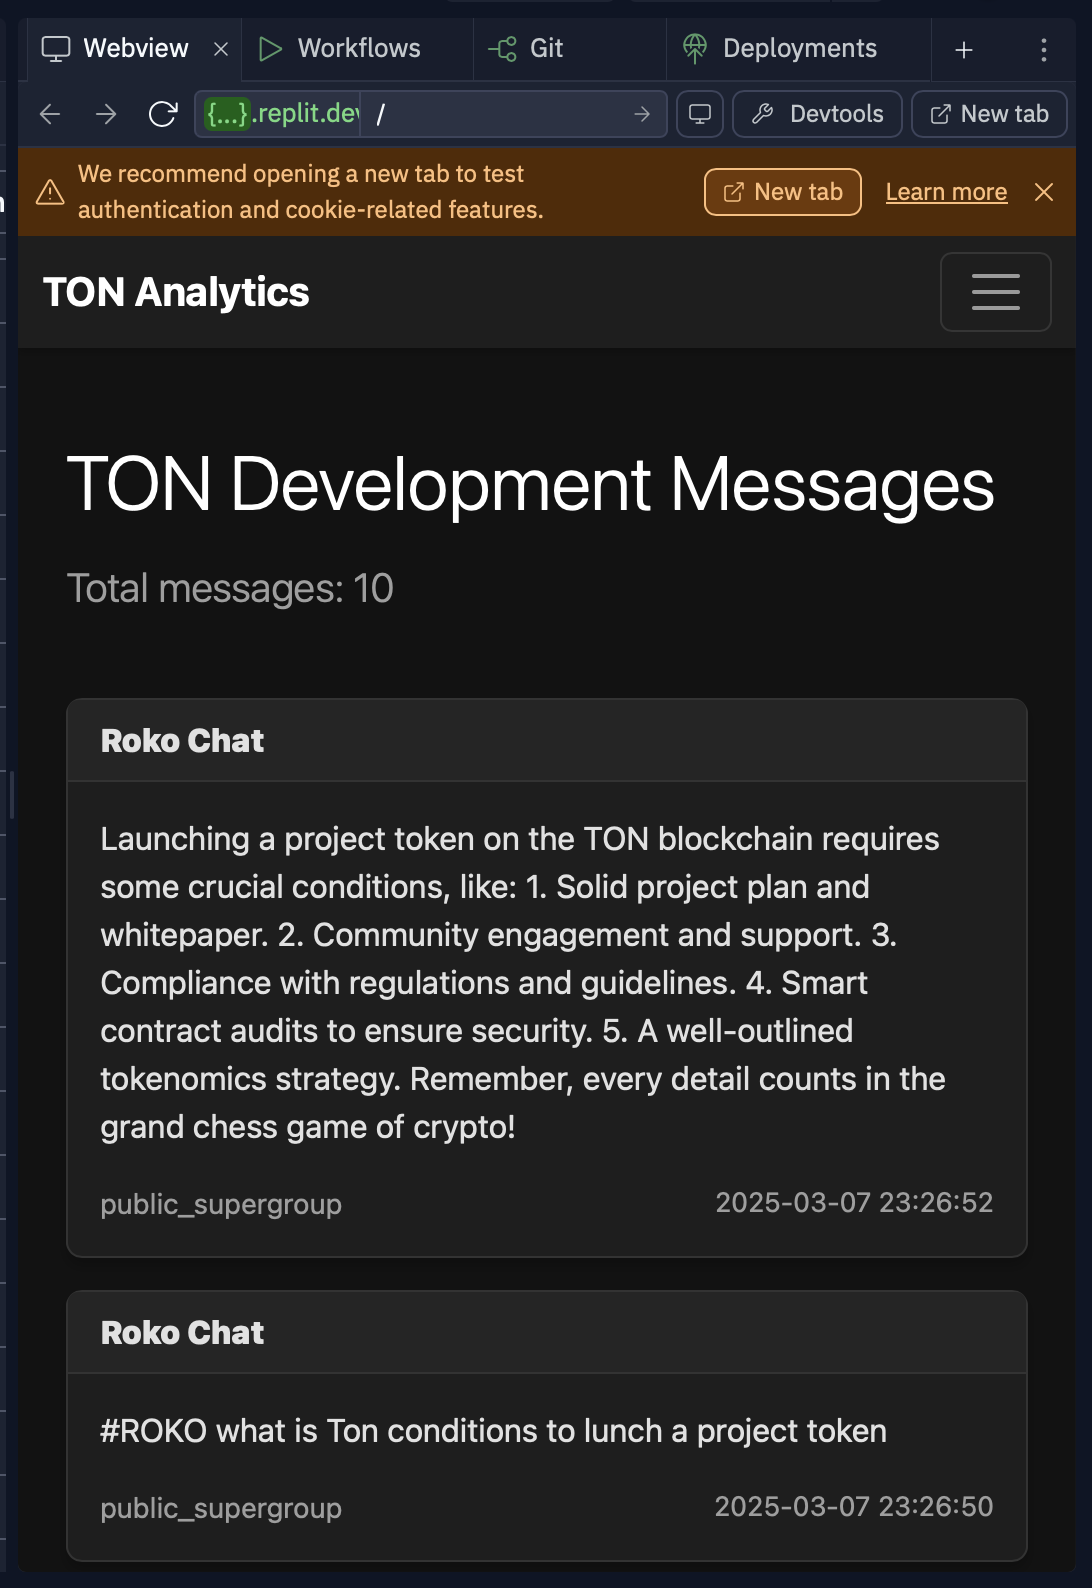 Webview
Workflows
Git
Deployments
{...}.replit.dev
/
Devtools
New tab
We recommend opening a new tab to test
authentication and cookie-related features.
New tab
Learn more
TON Analytics
TON Development Messages
Total messages: 10
Roko Chat
Launching a project token on the TON blockchain requires
some crucial conditions, like: 1. Solid project plan and
whitepaper. 2. Community engagement and support. 3.
Compliance with regulations and guidelines. 4. Smart
contract audits to ensure security. 5. A well-outlined
tokenomics strategy. Remember, every detail counts in the
grand chess game of crypto!
public_supergroup
2025-03-07 23:26:52
Roko Chat
#ROKO what is Ton conditions to lunch a project token
public_supergroup
2025-03-07 23:26:50